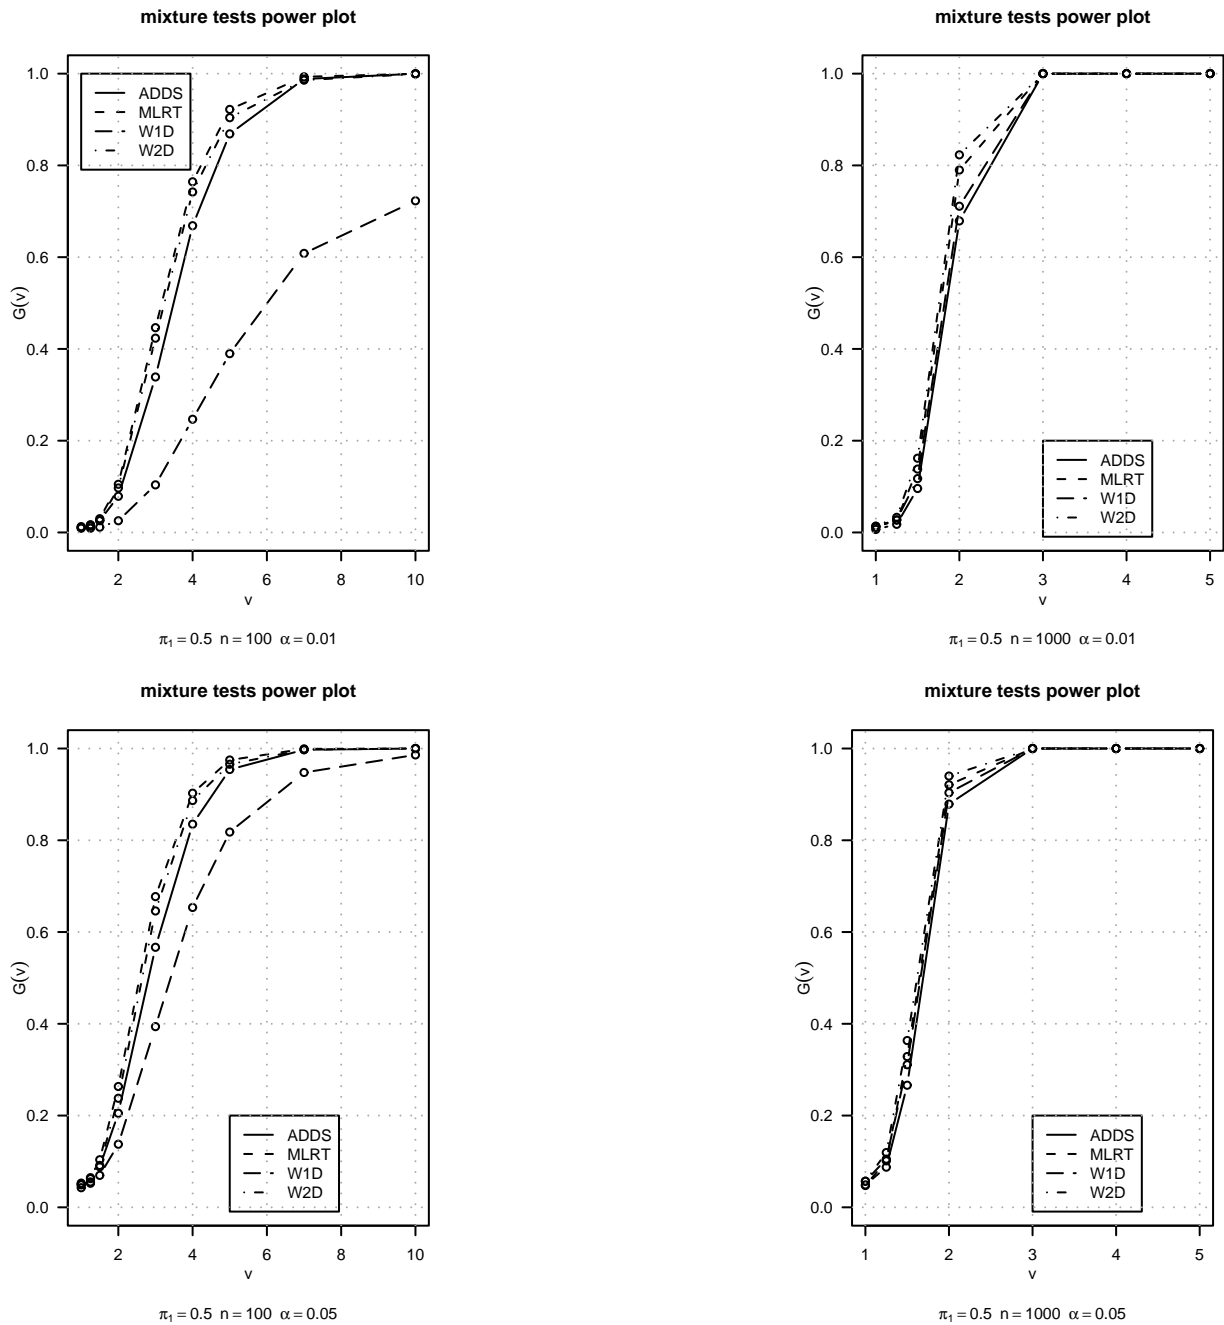 mixture tests power plot
G(v)
1.0
0.8
0.6
0.4
0.2
0.0
ADDS
MLRT
W1D
W2D
2 4 6 8 10
v
π₁ = 0.5 n = 100 α = 0.01
mixture tests power plot
G(v)
1.0
0.8
0.6
0.4
0.2
0.0
ADDS
MLRT
W1D
W2D
1 2 3 4 5
v
π₁ = 0.5 n = 1000 α = 0.01
mixture tests power plot
G(v)
1.0
0.8
0.6
0.4
0.2
0.0
ADDS
MLRT
W1D
W2D
2 4 6 8 10
v
π₁ = 0.5 n = 100 α = 0.05
mixture tests power plot
G(v)
1.0
0.8
0.6
0.4
0.2
0.0
ADDS
MLRT
W1D
W2D
1 2 3 4 5
v
π₁ = 0.5 n = 1000 α = 0.05